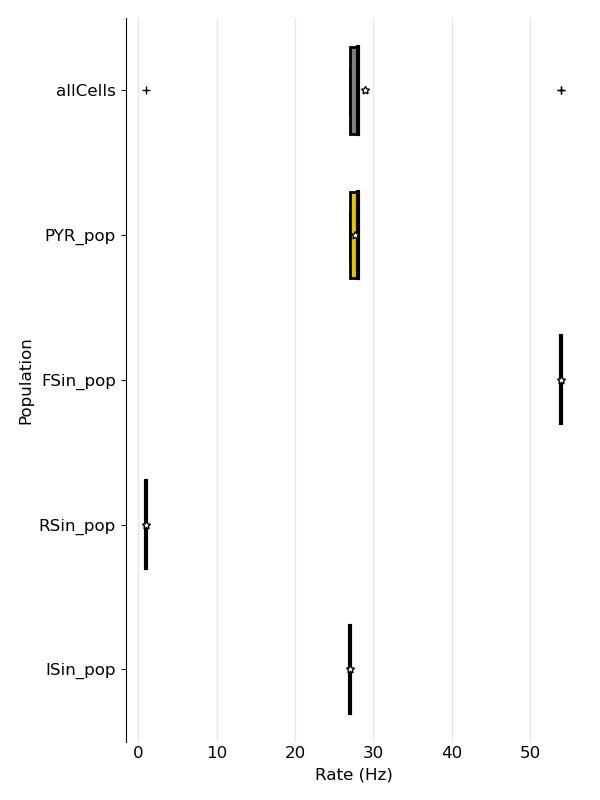 allCells
PYR_pop
FSin_pop
RSin_pop
ISin_pop
Population
0 10 20 30 40 50
Rate (Hz)